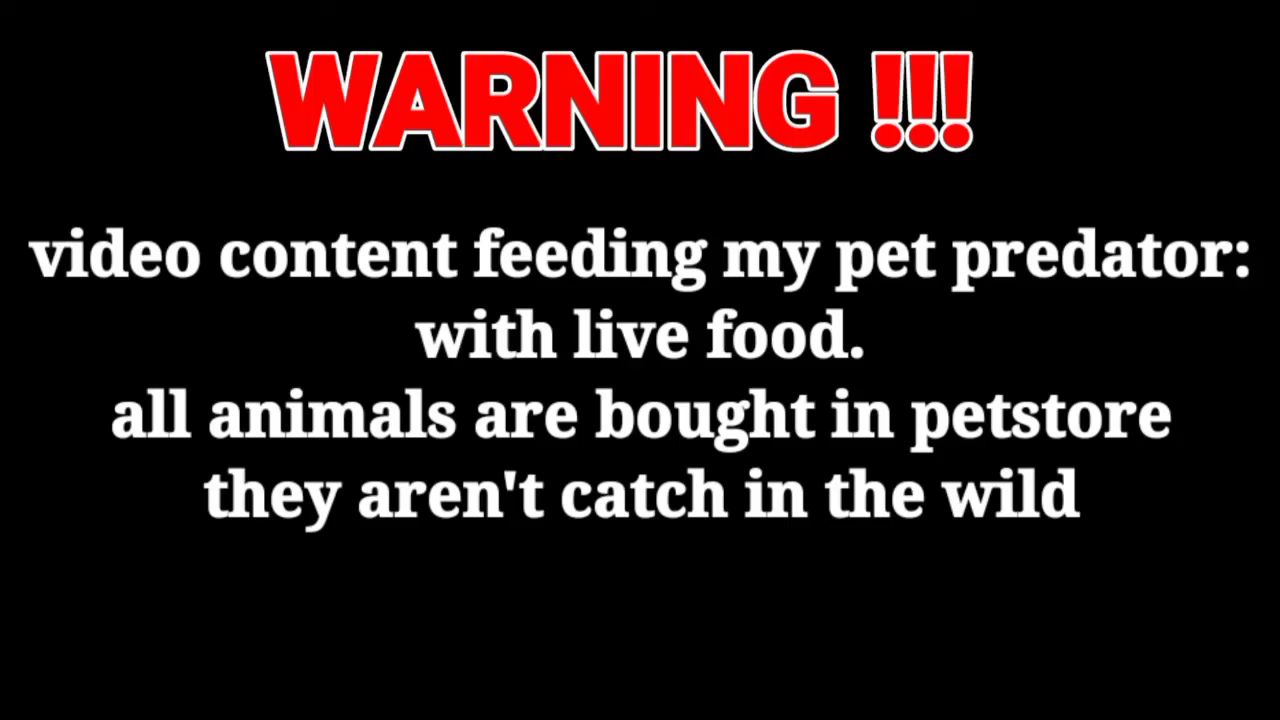 WARNING !!!
video content feeding my pet predator:
with live food.
all animals are bought in petstore
they aren't catch in the wild